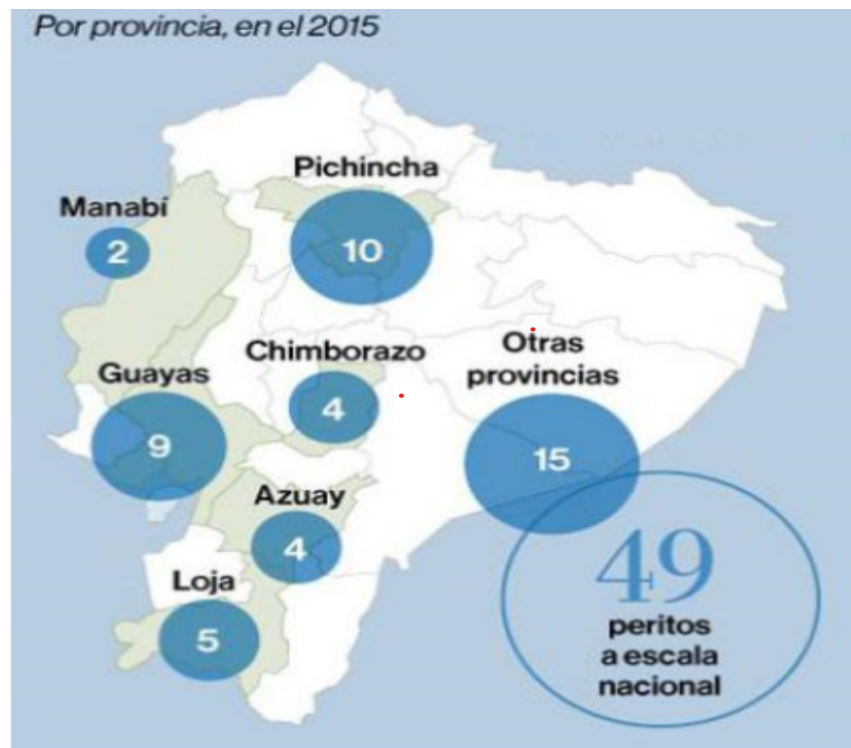 Por provincia, en el 2015
Pichincha
10
Manabí
2
Chimborazo
4
Otras
provincias
15
Guayas
9
Azuay
4
Loja
5
49
peritos
a escala
nacional